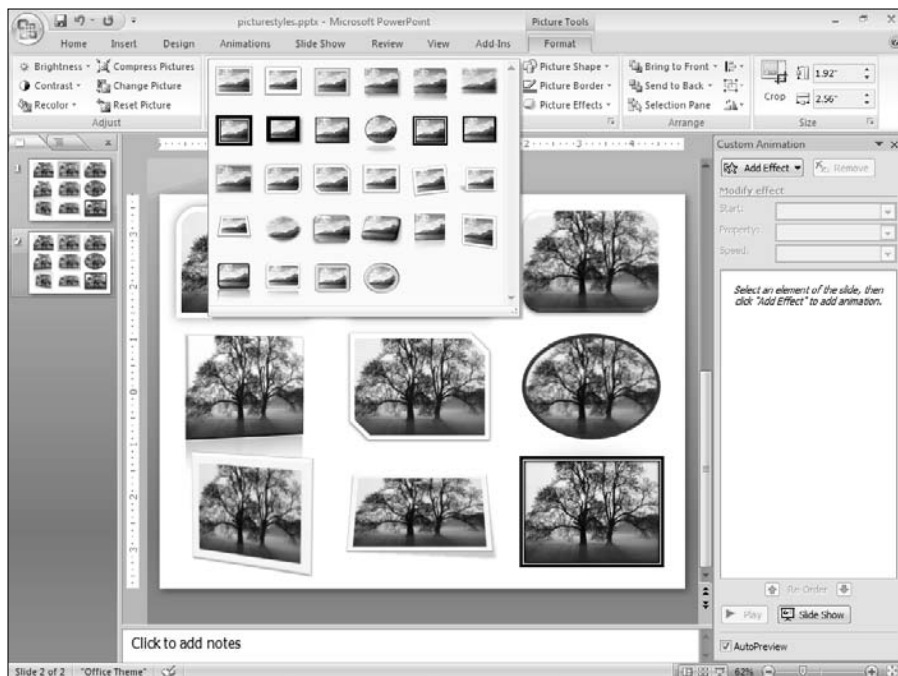 picturestyles.pptx - Microsoft PowerPoint
Picture Tools
Home Insert Design Animations Slide Show Review View Add-Ins Format
Brightness Compress Pictures
Contrast Change Picture
Recolor Reset Picture
Adjust
Picture Shape
Picture Border
Picture Effects
Bring to Front
Send to Back
Selection Pane
Arrange
Crop
1.92"
2.56"
Size
1
2
Custom Animation
Add Effect Remove
Modify effect
Start:
Property:
Speed:
Select an element of the slide, then
click "Add Effect" to add animation.
Re-Order
Play Slide Show
AutoPreview
Click to add notes
Slide 2 of 2 "Office Theme" 62%